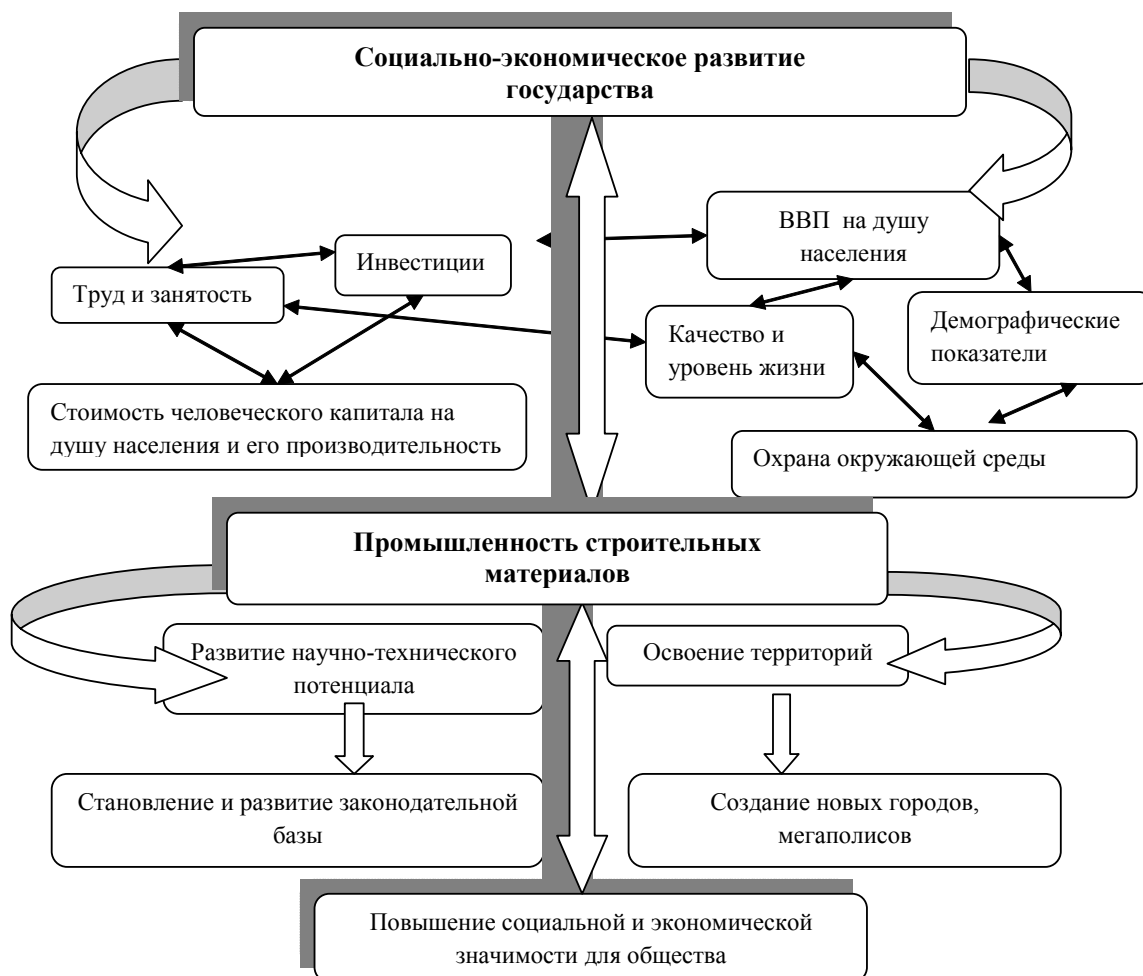 Социально-экономическое развитие
государства
ВВП на душу
населения
Инвестиции
Труд и занятость
Качество и
уровень жизни
Демографические
показатели
Стоимость человеческого капитала на
душу населения и его производительность
Охрана окружающей среды
Промышленность строительных
материалов
Развитие научно-технического
потенциала
Освоение территорий
Становление и развитие законодательной
базы
Создание новых городов,
мегаполисов
Повышение социальной и экономической
значимости для общества